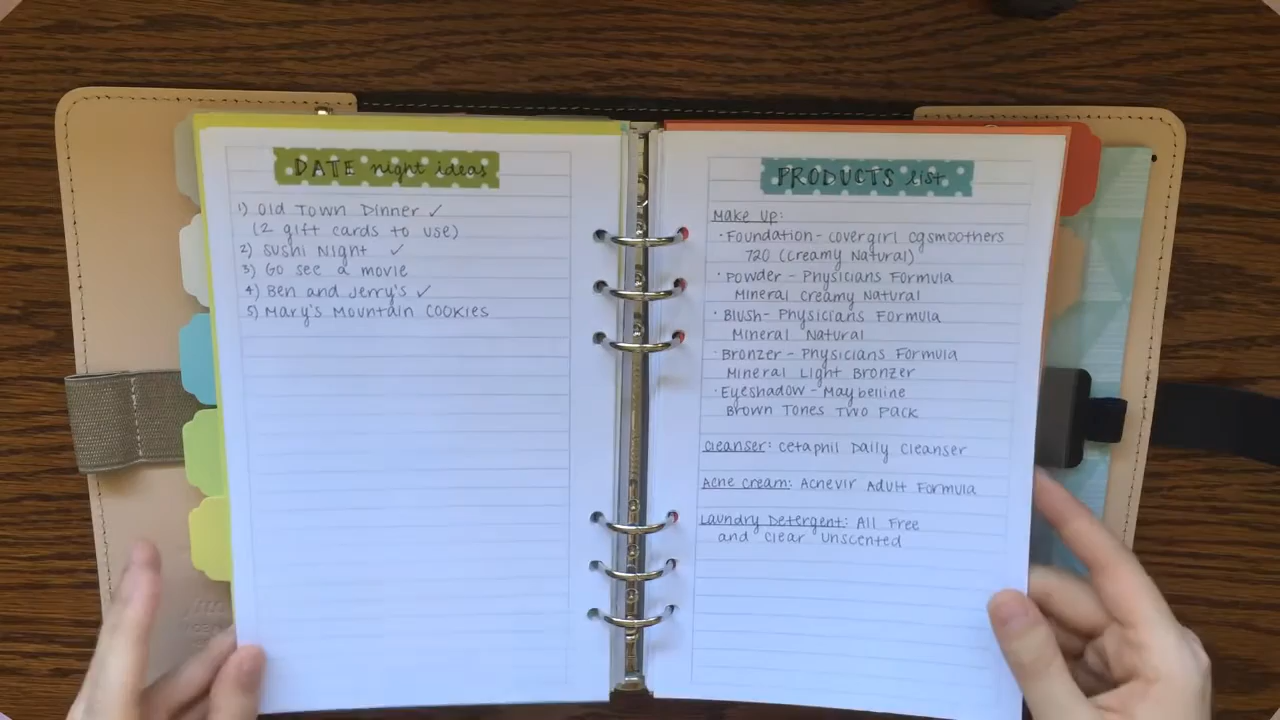 DATE night ideas
1) Old Town Dinner ✓
(2 gift cards to use)
2) Sushi Night ✓
3) Go see a movie
4) Ben and Jerry's ✓
5) Mary's Mountain Cookies
PRODUCTS list
Make Up:
· Foundation - covergirl cgsmoothers
720 (Creamy Natural)
· Powder - Physicians Formula
Mineral Creamy Natural
· Blush - Physicians Formula
Mineral Natural
· Bronzer - Physicians Formula
Mineral Light Bronzer
· Eyeshadow - Maybelline
Brown Tones Two Pack
Cleanser: Cetaphil Daily Cleanser
Acne cream: Acnevir Adult Formula
Laundry Detergent: All Free
and clear unscented